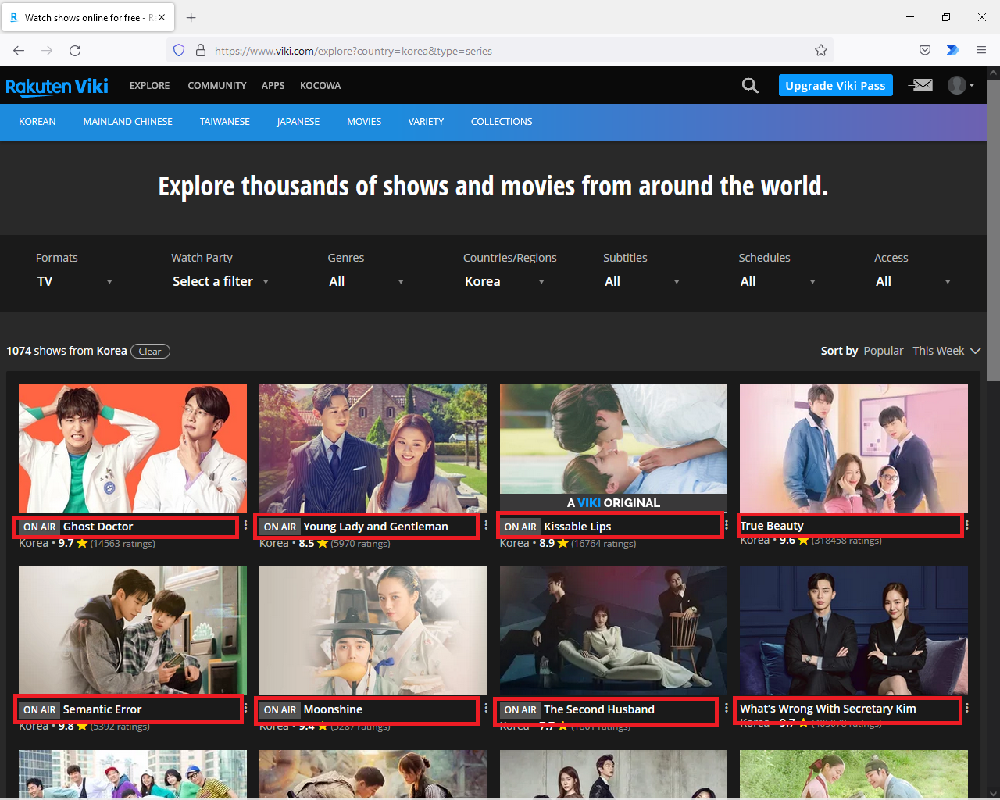 Watch shows online for free - R
https://www.viki.com/explore?country=korea&type=series
Rakuten Viki EXPLORE COMMUNITY APPS KOCOWA Upgrade Viki Pass
KOREAN MAINLAND CHINESE TAIWANESE JAPANESE MOVIES VARIETY COLLECTIONS
Explore thousands of shows and movies from around the world.
Formats Watch Party Genres Countries/Regions Subtitles Schedules Access
TV Select a filter All Korea All All All
1074 shows from Korea Clear Sort by Popular - This Week
A VIKI ORIGINAL
ON AIR Ghost Doctor ON AIR Young Lady and Gentleman ON AIR Kissable Lips True Beauty
Korea • 9.7 (14563 ratings) Korea • 8.5 (5970 ratings) Korea • 8.9 (16764 ratings) Korea • 9.6 (318458 ratings)
ON AIR Semantic Error ON AIR Moonshine ON AIR The Second Husband What's Wrong With Secretary Kim
Korea • 9.8 (5392 ratings) Korea • 9.4 (5287 ratings) Korea • 7.7 ratings) Korea • 9.7 ratings)